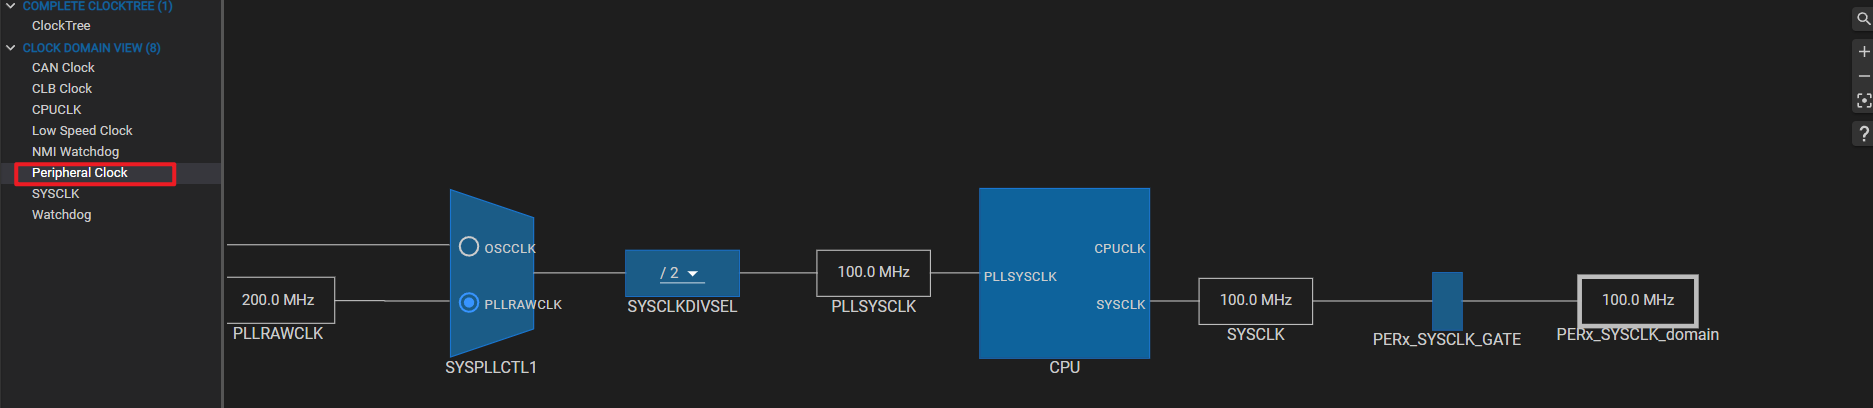 COMPLETE CLOCKTREE (1)
ClockTree
CLOCK DOMAIN VIEW (8)
CAN Clock
CLB Clock
CPUCLK
Low Speed Clock
NMI Watchdog
Peripheral Clock
SYSCLK
Watchdog
200.0 MHz
PLLRAWCLK
OSCCLK
PLLRAWCLK
SYSPLLCTL1
/ 2
SYSCLKDIVSEL
100.0 MHz
PLLSYSCLK
PLLSYSCLK
CPUCLK
SYSCLK
CPU
100.0 MHz
SYSCLK
PERx_SYSCLK_GATE
100.0 MHz
PERx_SYSCLK_domain
?